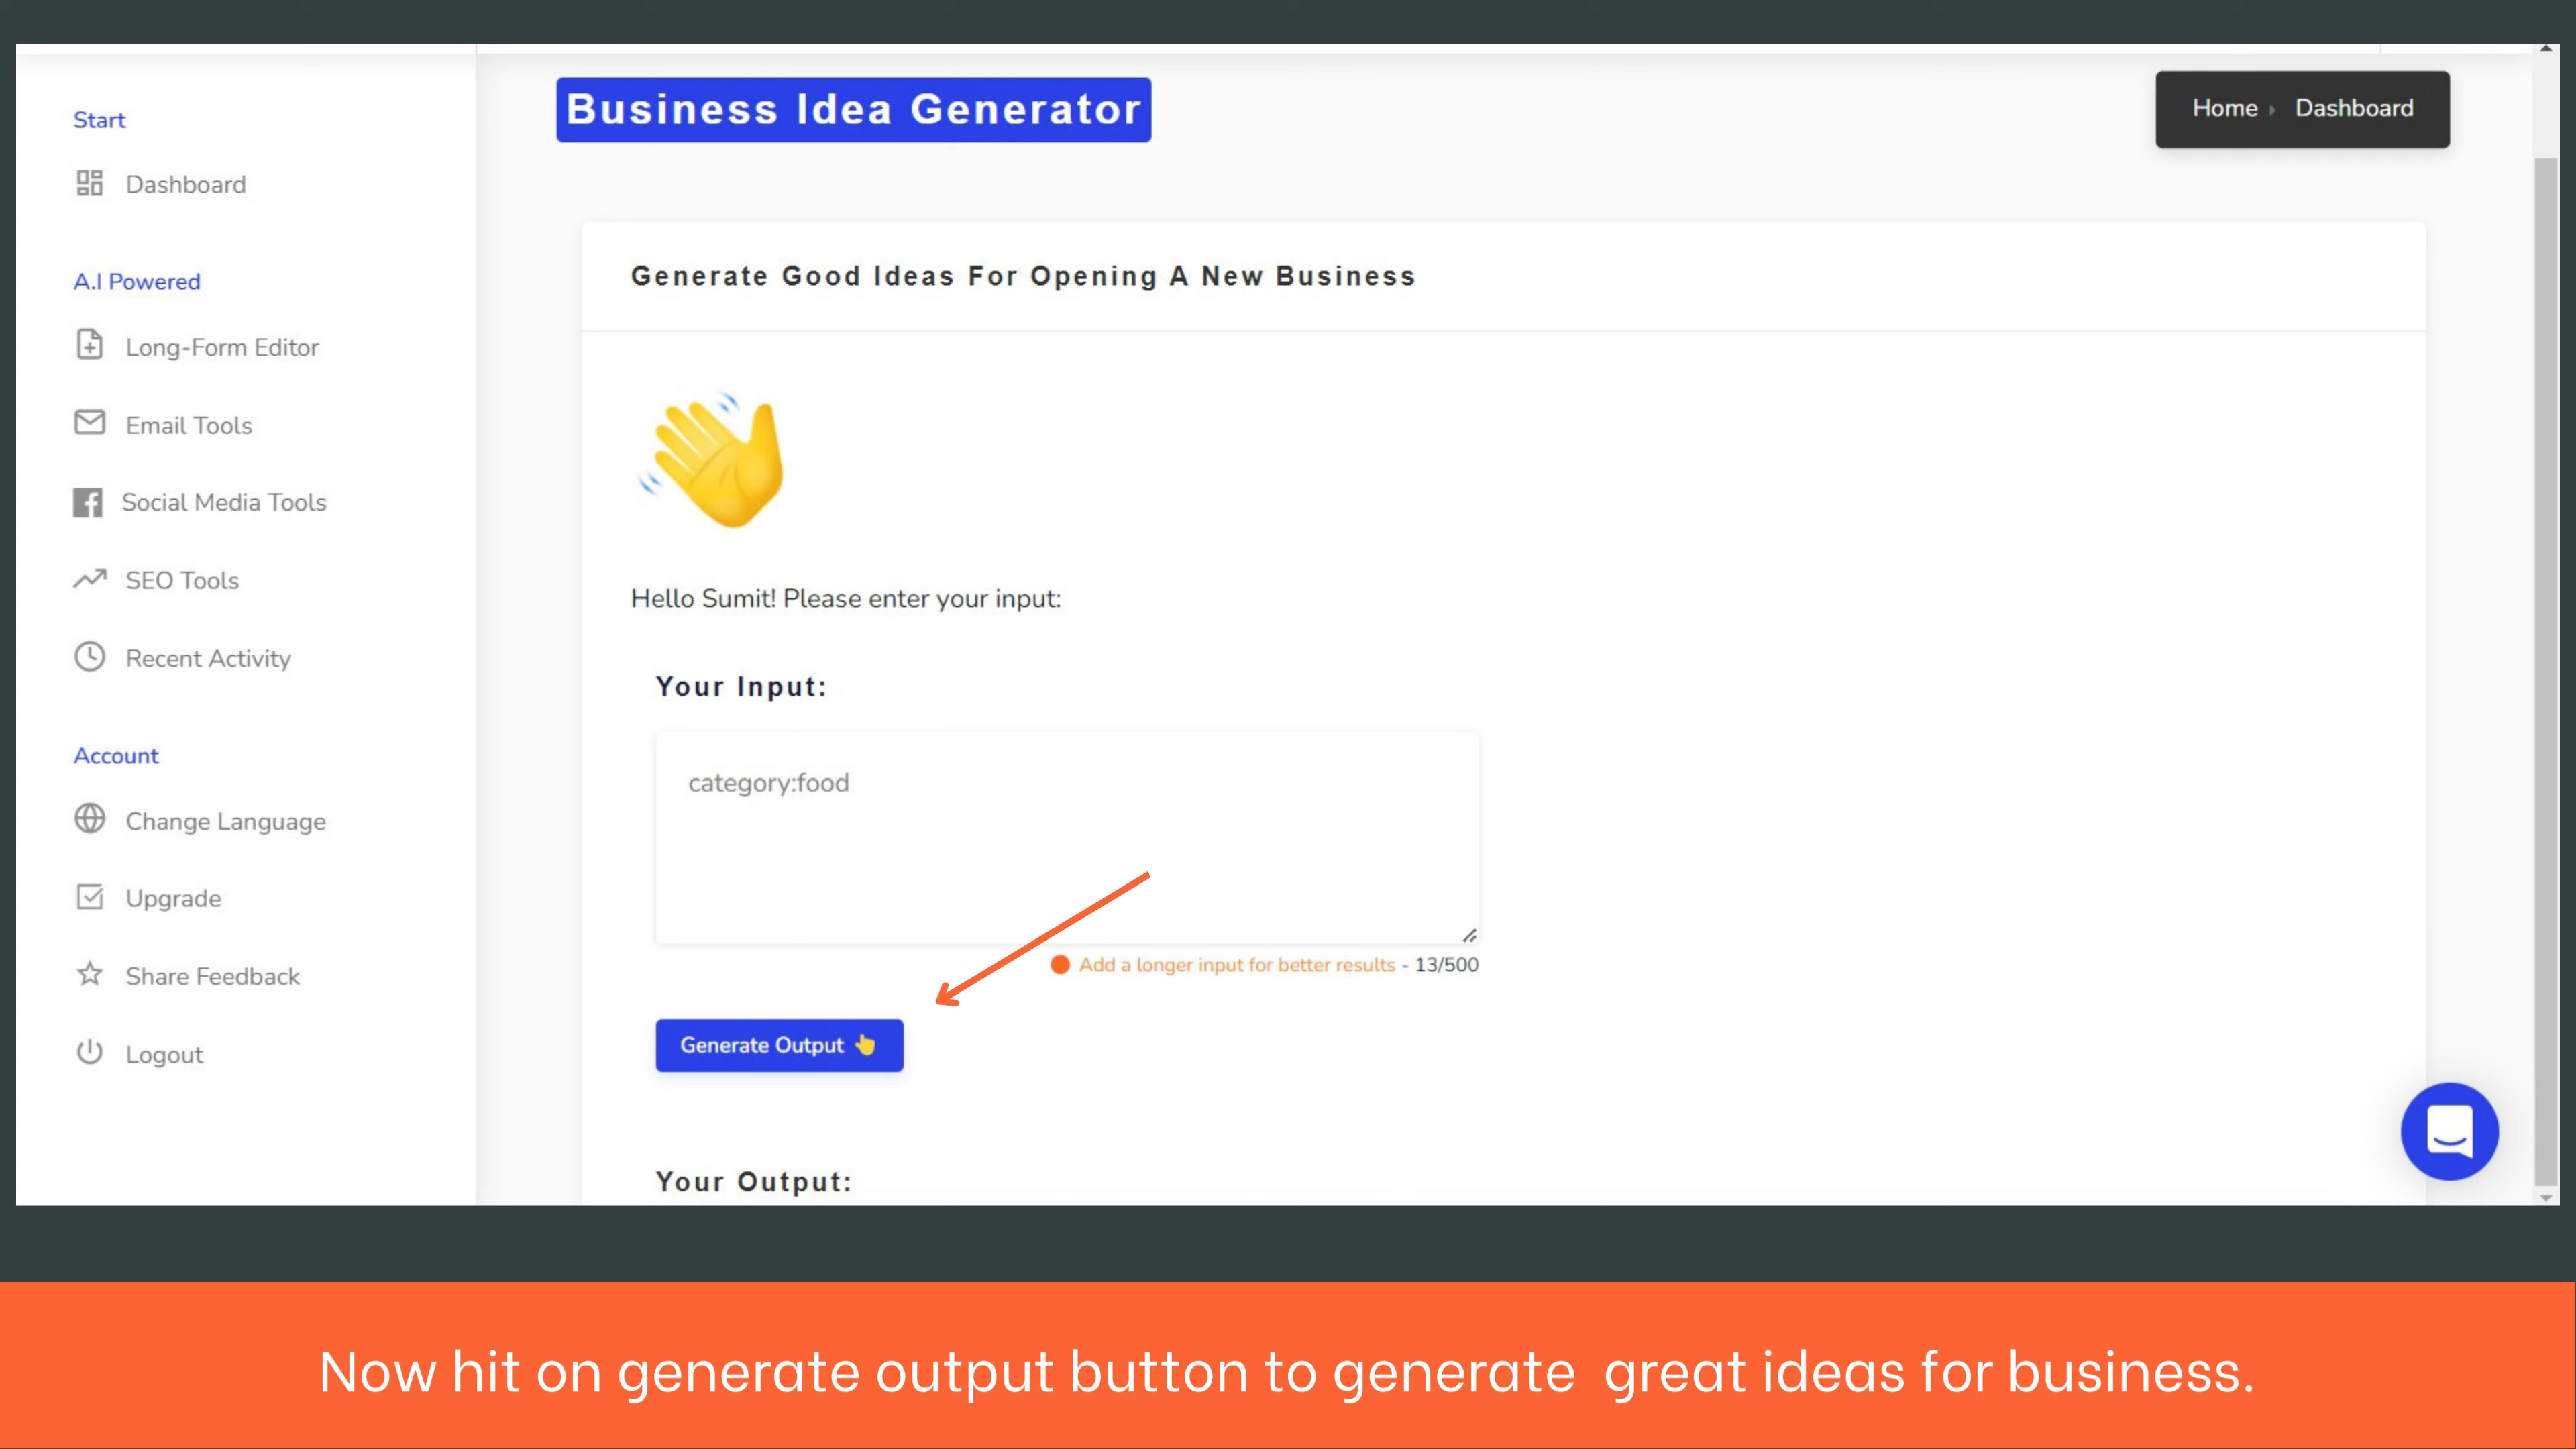 Start
Dashboard
A.I Powered
Long-Form Editor
Email Tools
Social Media Tools
SEO Tools
Recent Activity
Account
Change Language
Upgrade
Share Feedback
Logout
Business Idea Generator
Home Dashboard
Generate Good Ideas For Opening A New Business
Hello Sumit! Please enter your input:
Your Input:
category:food
Add a longer input for better results - 13/500
Generate Output
Your Output:
Now hit on generate output button to generate great ideas for business.